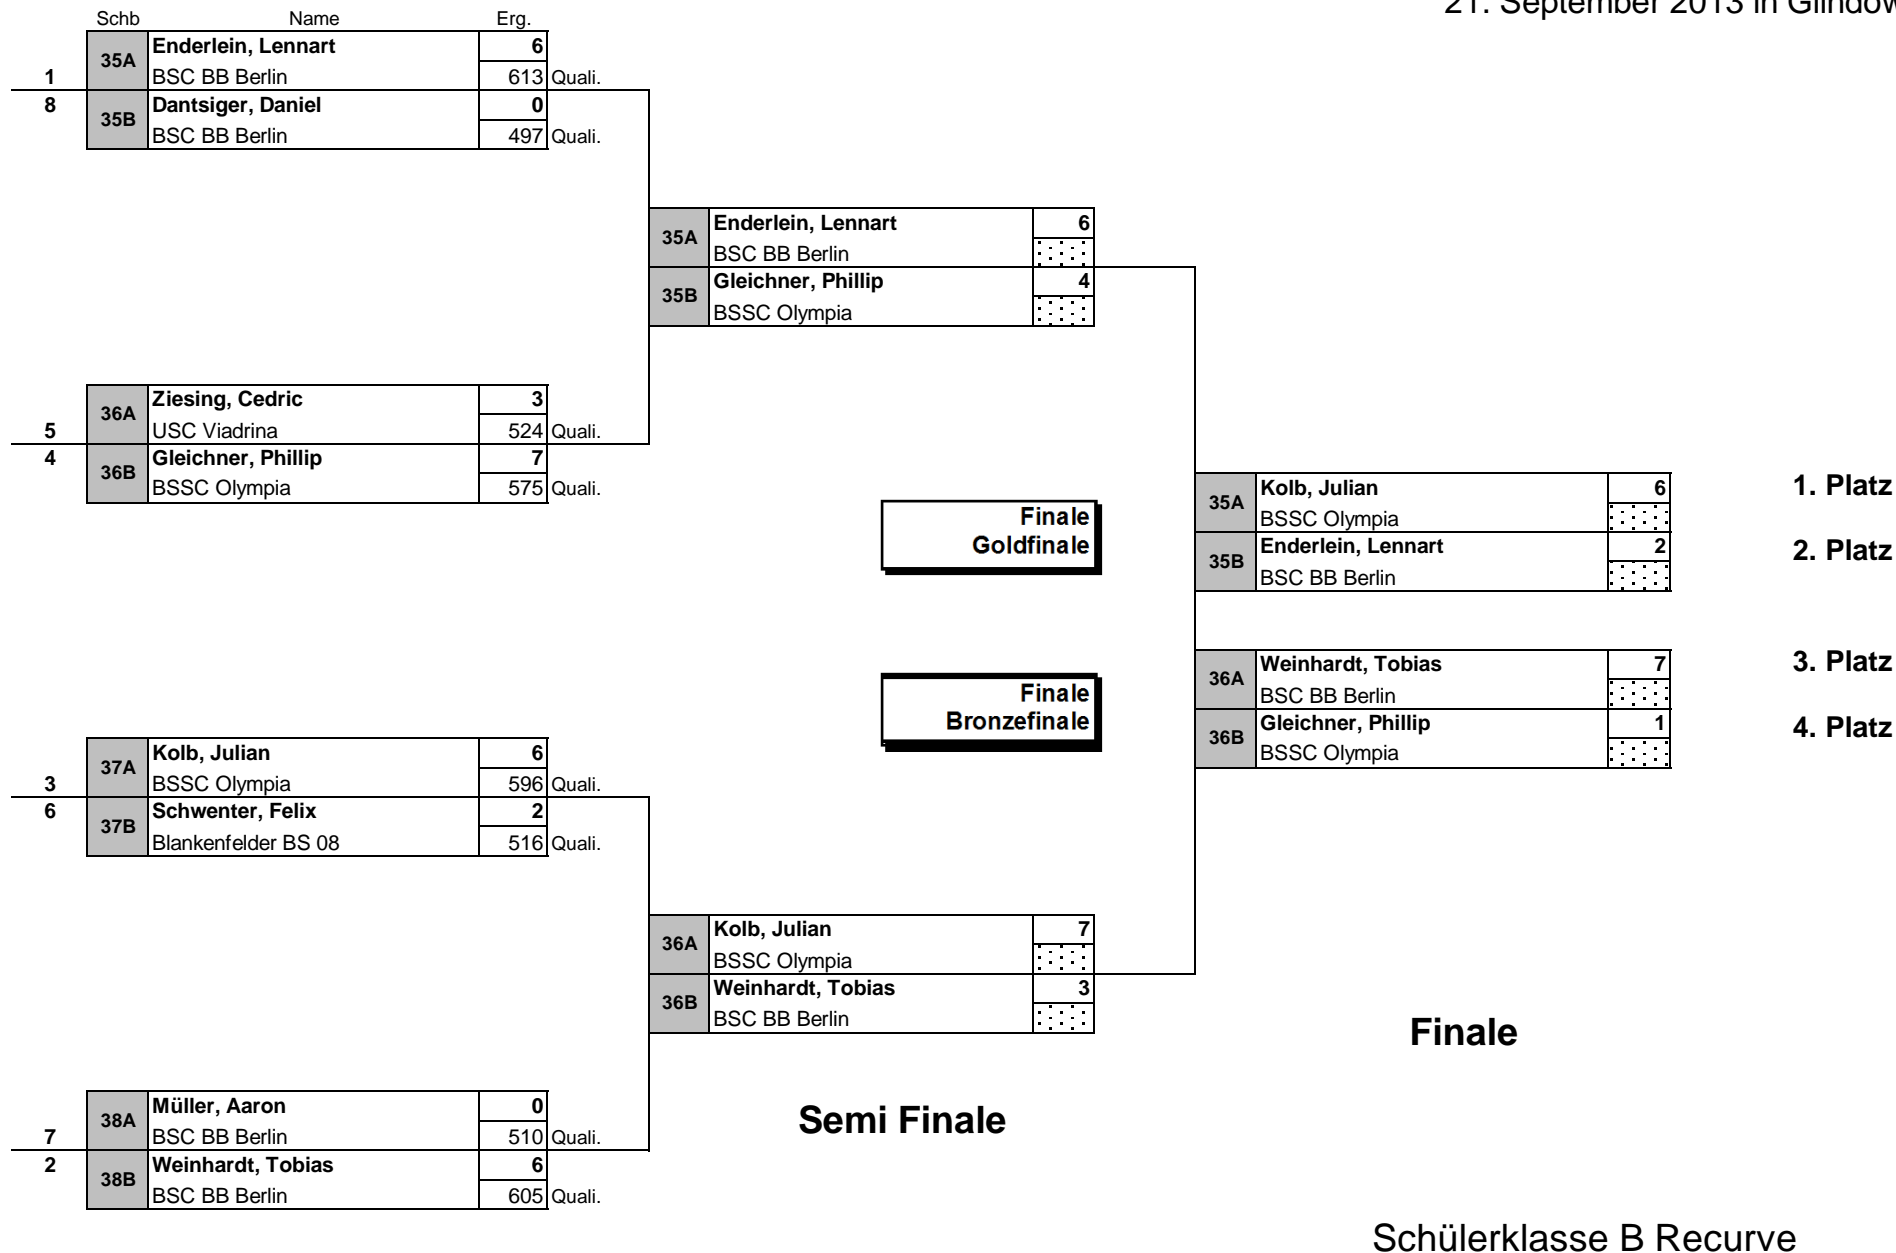 21. September 2013 in Glindow
Schb Name Erg.
35A Enderlein, Lennart 6
1 BSC BB Berlin 613 Quali.
8 35B Dantsiger, Daniel 0
BSC BB Berlin 497 Quali.
35A Enderlein, Lennart 6
BSC BB Berlin
35B Gleichner, Phillip 4
BSSC Olympia
36A Ziesing, Cedric 3
5 USC Viadrina 524 Quali.
4 36B Gleichner, Phillip 7
BSSC Olympia 575 Quali.
Finale
Goldfinale
35A Kolb, Julian 6 1. Platz
BSSC Olympia
35B Enderlein, Lennart 2 2. Platz
BSC BB Berlin
Finale
Bronzefinale
36A Weinhardt, Tobias 7 3. Platz
BSC BB Berlin
36B Gleichner, Phillip 1 4. Platz
BSSC Olympia
37A Kolb, Julian 6
3 BSSC Olympia 596 Quali.
6 37B Schwenter, Felix 2
Blankenfelder BS 08 516 Quali.
36A Kolb, Julian 7
BSSC Olympia
36B Weinhardt, Tobias 3
BSC BB Berlin
Finale
38A Müller, Aaron 0
7 BSC BB Berlin 510 Quali.
2 38B Weinhardt, Tobias 6
BSC BB Berlin 605 Quali.
Semi Finale
Schülerklasse B Recurve